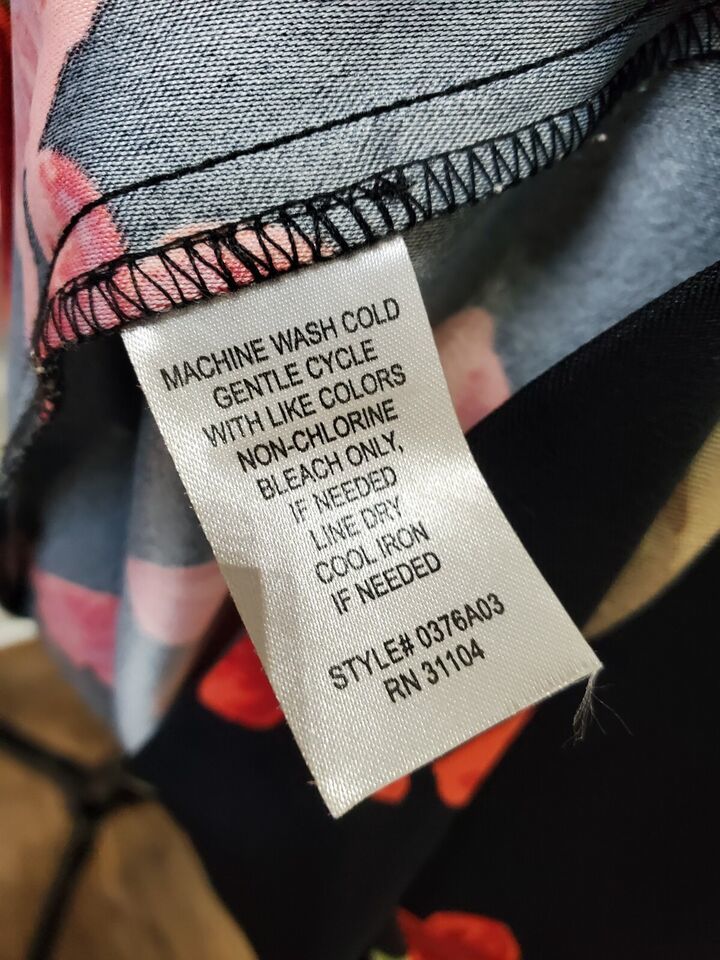 MACHINE WASH COLD
GENTLE CYCLE
WITH LIKE COLORS
NON-CHLORINE
BLEACH ONLY,
IF NEEDED
LINE DRY
COOL IRON
IF NEEDED
STYLE# 0376A03
RN 31104